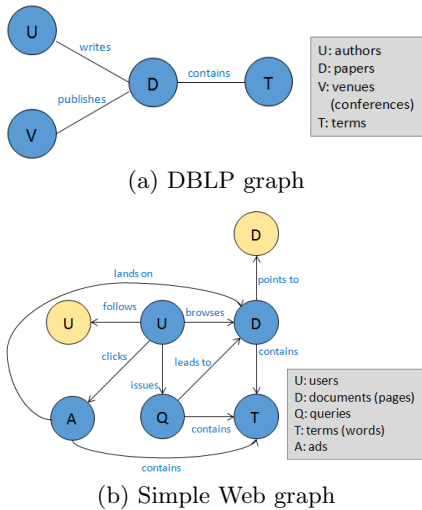 U
writes
U: authors
D: papers
V: venues
(conferences)
T: terms
contains
D
T
publishes
V
(a) DBLP graph
D
lands on
points to
follows
browses
U
U
D
clicks
leads to
contains
issues
U: users
D: documents (pages)
Q: queries
T: terms (words)
A: ads
A
Q
T
contains
contains
(b) Simple Web graph